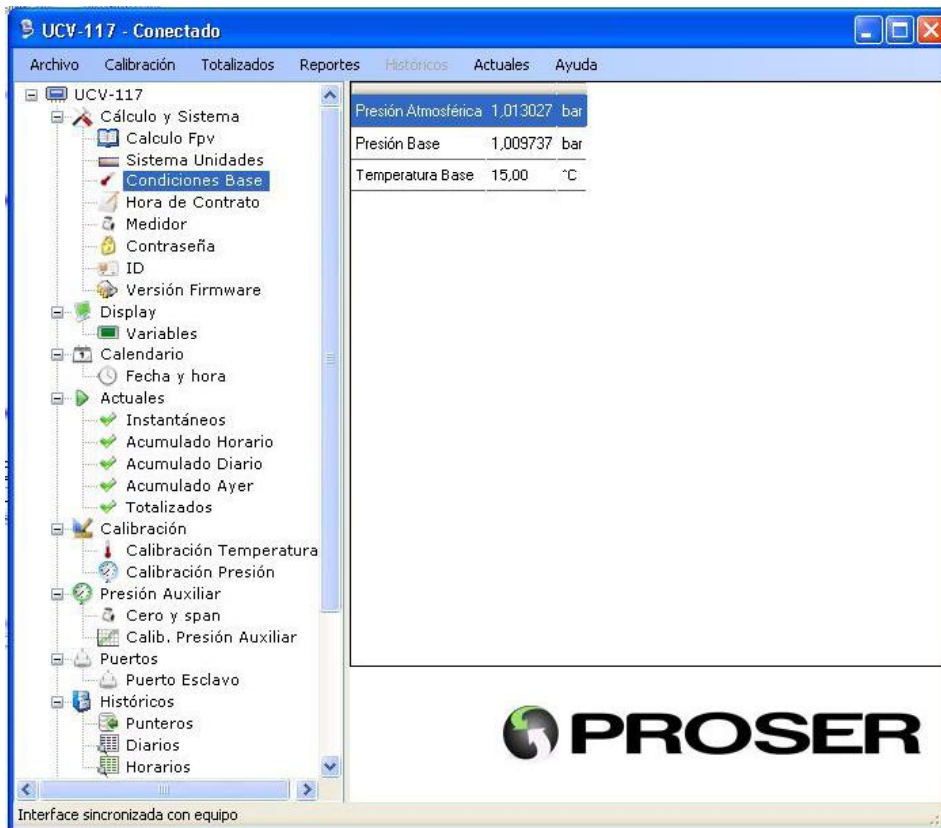 UCV-117 - Conectado
Archivo Calibración Totalizados Reportes Históricos Actuales Ayuda
UCV-117
Cálculo y Sistema
Calculo Fpv
Sistema Unidades
Condiciones Base
Hora de Contrato
Medidor
Contraseña
ID
Versión Firmware
Display
Variables
Calendario
Fecha y hora
Actuales
Instantáneos
Acumulado Horario
Acumulado Diario
Acumulado Ayer
Totalizados
Calibración
Calibración Temperatura
Calibración Presión
Presión Auxiliar
Cero y span
Calib. Presión Auxiliar
Puertos
Puerto Esclavo
Históricos
Punteros
Diarios
Horarios
Presión Atmosférica 1,013027 bar
Presión Base 1,009737 bar
Temperatura Base 15,00 °C
PROSER
Interface sincronizada con equipo